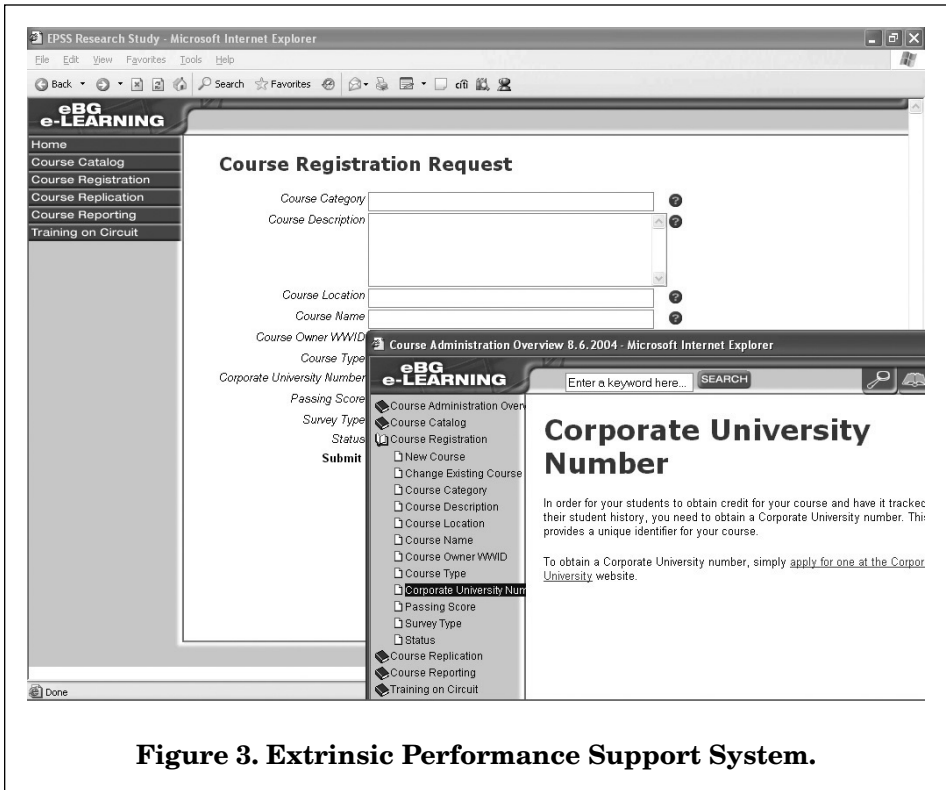 EPSS Research Study - Microsoft Internet Explorer
File Edit View Favorites Tools Help
Back Search Favorites
eBG
e-LEARNING
Home
Course Catalog
Course Registration
Course Replication
Course Reporting
Training on Circuit
Course Registration Request
Course Category
Course Description
Course Location
Course Name
Course Owner WWID
Course Type
Corporate University Number
Passing Score
Survey Type
Status
Submit
Course Administration Overview 8.6.2004 - Microsoft Internet Explorer
eBG
e-LEARNING
Enter a keyword here... SEARCH
Course Administration Over
Course Catalog
Course Registration
New Course
Change Existing Course
Course Category
Course Description
Course Location
Course Name
Course Owner WWID
Course Type
Corporate University Num
Passing Score
Survey Type
Status
Course Replication
Course Reporting
Training on Circuit
Corporate University
Number
In order for your students to obtain credit for your course and have it tracked
their student history, you need to obtain a Corporate University number. This
provides a unique identifier for your course.
To obtain a Corporate University number, simply apply for one at the Corpor
University website.
Done
Figure 3. Extrinsic Performance Support System.